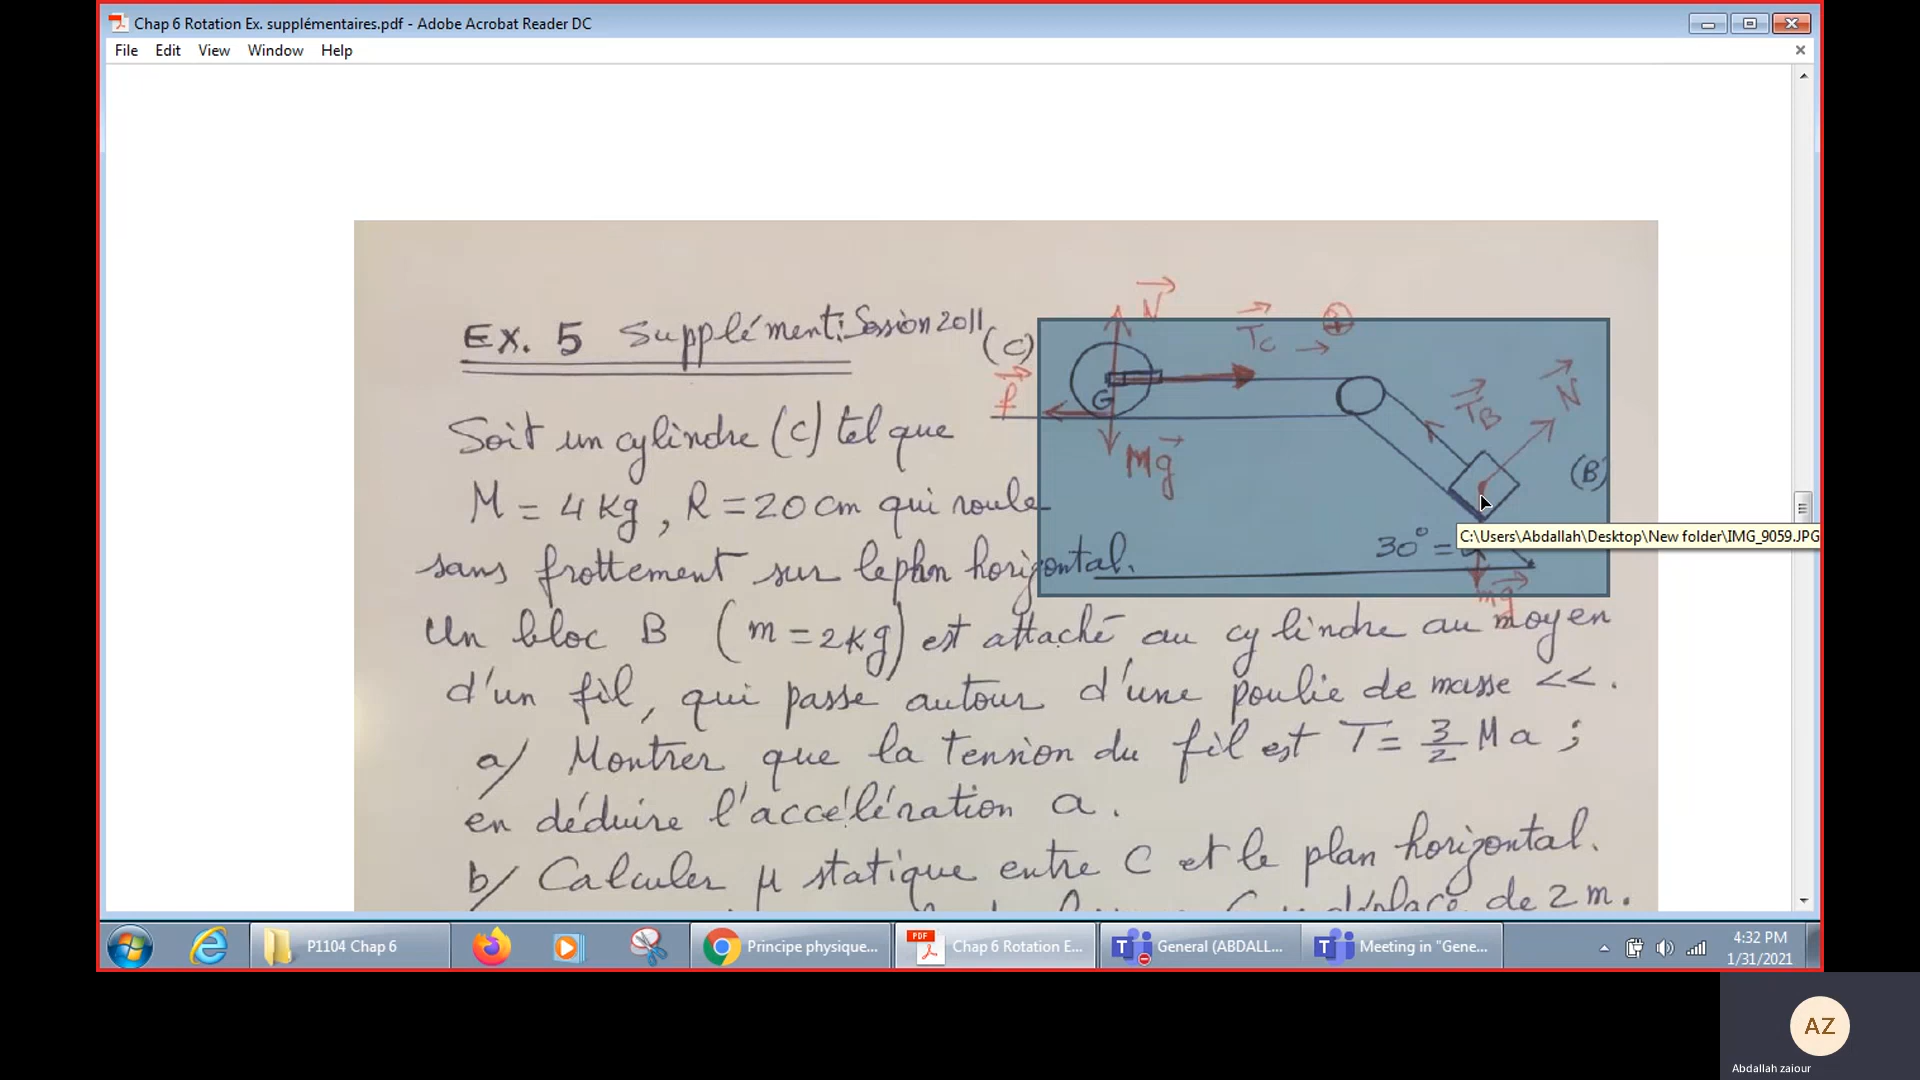 Chap 6 Rotation Ex. supplémentaires.pdf - Adobe Acrobat Reader DC
File Edit View Window Help
EX. 5 Supplément: Session 2011
(C)
N
Tc
+
f
G
Mg
TB
N
(B)
30° =
mg
C:\Users\Abdallah\Desktop\New folder\IMG_9059.JPG
Soit un cylindre (C) tel que
M = 4 kg, R = 20 cm qui roule
sans frottement sur le plan horizontal.
Un bloc B (m = 2 kg) est attaché au cylindre au moyen
d'un fil, qui passe autour d'une poulie de masse <<.
a/ Montrer que la tension du fil est T = 3/2 Ma ;
en déduire l'accélération a.
b/ Calculer μ statique entre C et le plan horizontal.
déplace de 2 m.
P1104 Chap 6
Principe physique...
PDF
Chap 6 Rotation E...
General (ABDALL...
Meeting in "Gene...
4:32 PM
1/31/2021
AZ
Abdallah zaiour